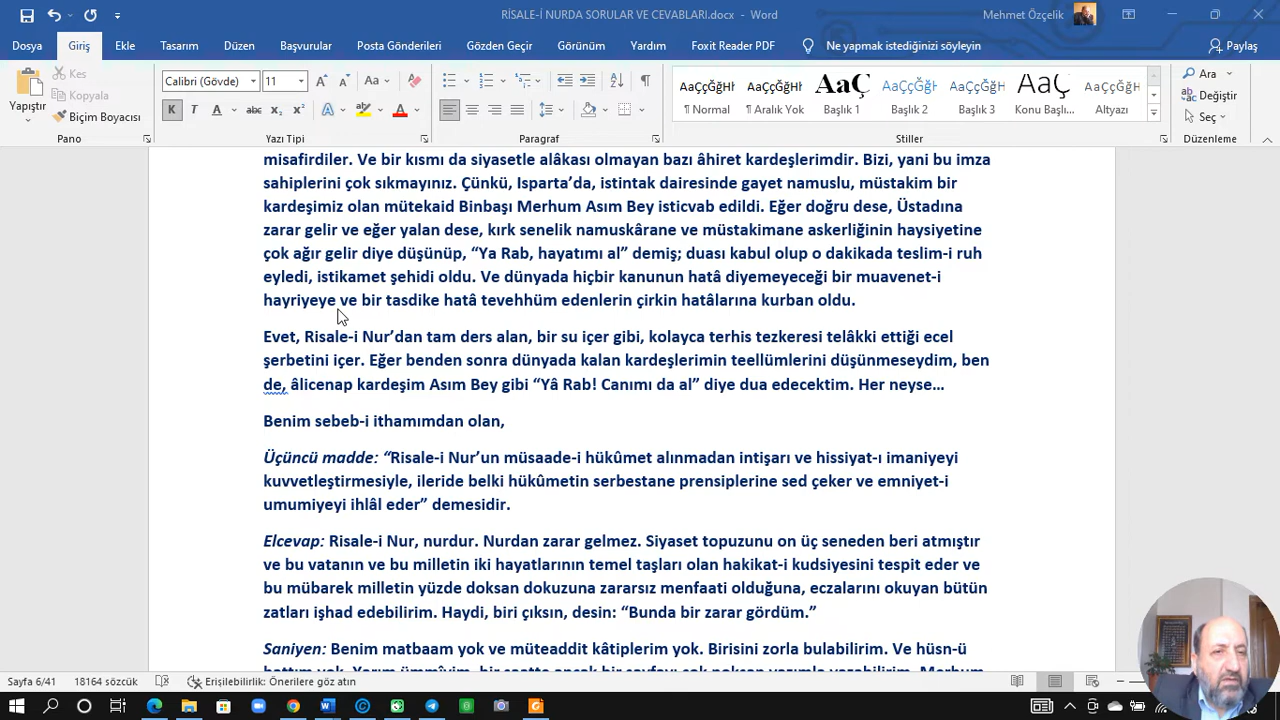 RİSALE-İ NURDA SORULAR VE CEVABLARI.docx - Word
Mehmet Özçelik
Dosya Giriş Ekle Tasarım Düzen Başvurular Posta Gönderileri Gözden Geçir Görünüm Yardım Foxit Reader PDF Ne yapmak istediğinizi söyleyin Paylaş
Yapıştır
Kes
Kopyala
Biçim Boyacısı
Pano
Calibri (Gövde) 11
Aa
K T A abc x₂ x² A A
Yazı Tipi
Paragraf
AaÇçĞğH AaÇçĞğH AaÇ AaÇçĞğH AaÇçĞğH AaÇ AaÇçĞğH
¶ Normal ¶ Aralık Yok Başlık 1 Başlık 2 Başlık 3 Konu Başlı... Altyazı
Stiller
Ara
Değiştir
Seç
Düzenleme
misafirdiler. Ve bir kısmı da siyasetle alâkası olmayan bazı âhiret kardeşlerimdir. Bizi, yani bu imza
sahiplerini çok sıkmayınız. Çünkü, Isparta’da, istintak dairesinde gayet namuslu, müstakim bir
kardeşimiz olan mütekaid Binbaşı Merhum Asım Bey isticvab edildi. Eğer doğru dese, Üstadına
zarar gelir ve eğer yalan dese, kırk senelik namuskârane ve müstakimane askerliğinin haysiyetine
çok ağır gelir diye düşünüp, “Ya Rab, hayatımı al” demiş; duası kabul olup o dakikada teslim-i ruh
eyledi, istikamet şehidi oldu. Ve dünyada hiçbir kanunun hatâ diyemeyeceği bir muavenet-i
hayriyeye ve bir tasdike hatâ tevehhüm edenlerin çirkin hatâlarına kurban oldu.
Evet, Risale-i Nur’dan tam ders alan, bir su içer gibi, kolayca terhis tezkeresi telâkki ettiği ecel
şerbetini içer. Eğer benden sonra dünyada kalan kardeşlerimin teellümlerini düşünmeseydim, ben
de, âlicenap kardeşim Asım Bey gibi “Yâ Rab! Canımı da al” diye dua edecektim. Her neyse…
Benim sebeb-i ithamımdan olan,
Üçüncü madde: “Risale-i Nur’un müsaade-i hükûmet alınmadan intişarı ve hissiyat-ı imaniyeyi
kuvvetleştirmesiyle, ileride belki hükûmetin serbestane prensiplerine sed çeker ve emniyet-i
umumiyeyi ihlâl eder” demesidir.
Elcevap: Risale-i Nur, nurdur. Nurdan zarar gelmez. Siyaset topuzunu on üç seneden beri atmıştır
ve bu vatanın ve bu milletin iki hayatlarının temel taşları olan hakikat-i kudsiyesini tespit eder ve
bu mübarek milletin yüzde doksan dokuzuna zararsız menfaati olduğuna, eczalarını okuyan bütün
zatları işhad edebilirim. Haydi, biri çıksın, desin: “Bunda bir zarar gördüm.”
Saniyen: Benim matbaam yok ve müteaddit kâtiplerim yok. Birisini zorla bulabilirim. Ve hüsn-ü
Sayfa 6/41 18164 sözcük Erişilebilirlik: Önerilere göz atın